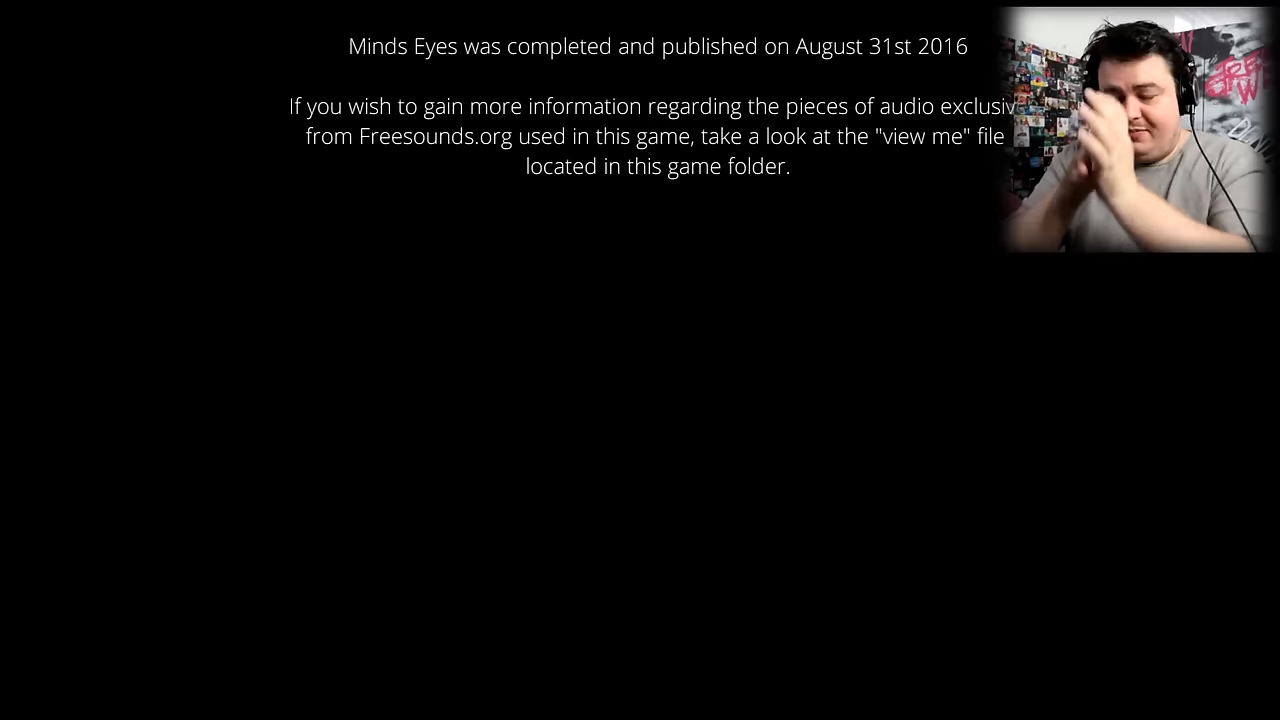 Minds Eyes was completed and published on August 31st 2016
If you wish to gain more information regarding the pieces of audio
from Freesounds.org used in this game, take a look at the "view me" file
located in this game folder.